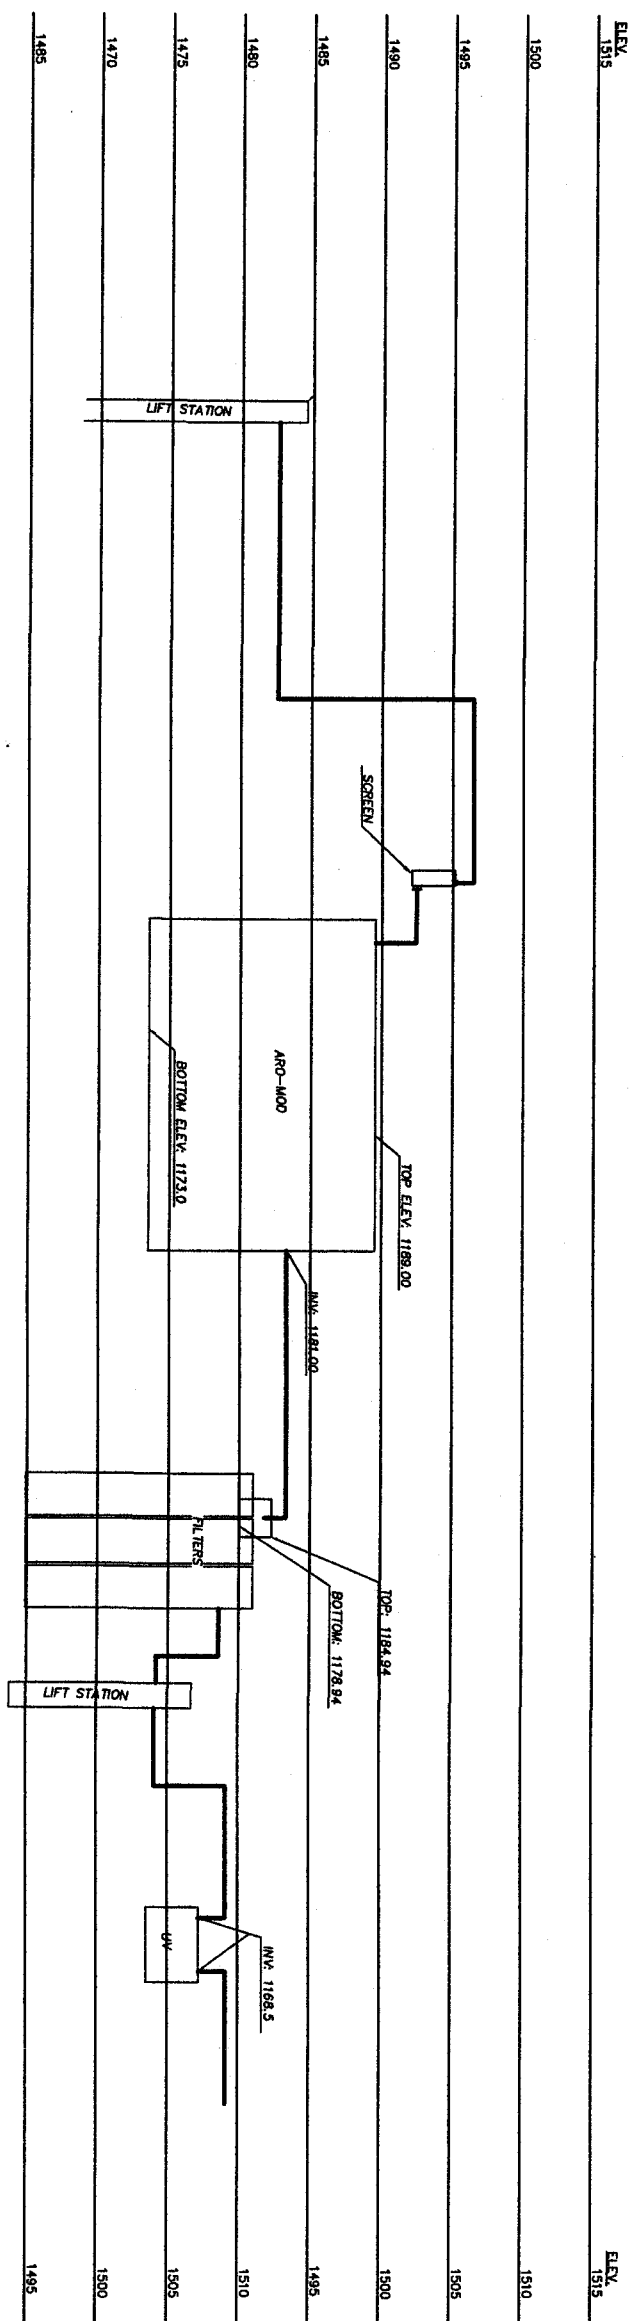 ELEV.
1515
1500
1495
1490
1485
1480
1475
1470
1485
LIFT STATION
SCREEN
ARO-MOD
TOP ELEV: 1189.00
BOTTOM ELEV: 1173.0
INV: 1181.00
FILTERS
TOP: 1184.94
BOTTOM: 1178.94
LIFT STATION
UV
INV: 1168.5
ELEV.
1515
1510
1505
1500
1495
1510
1505
1500
1495